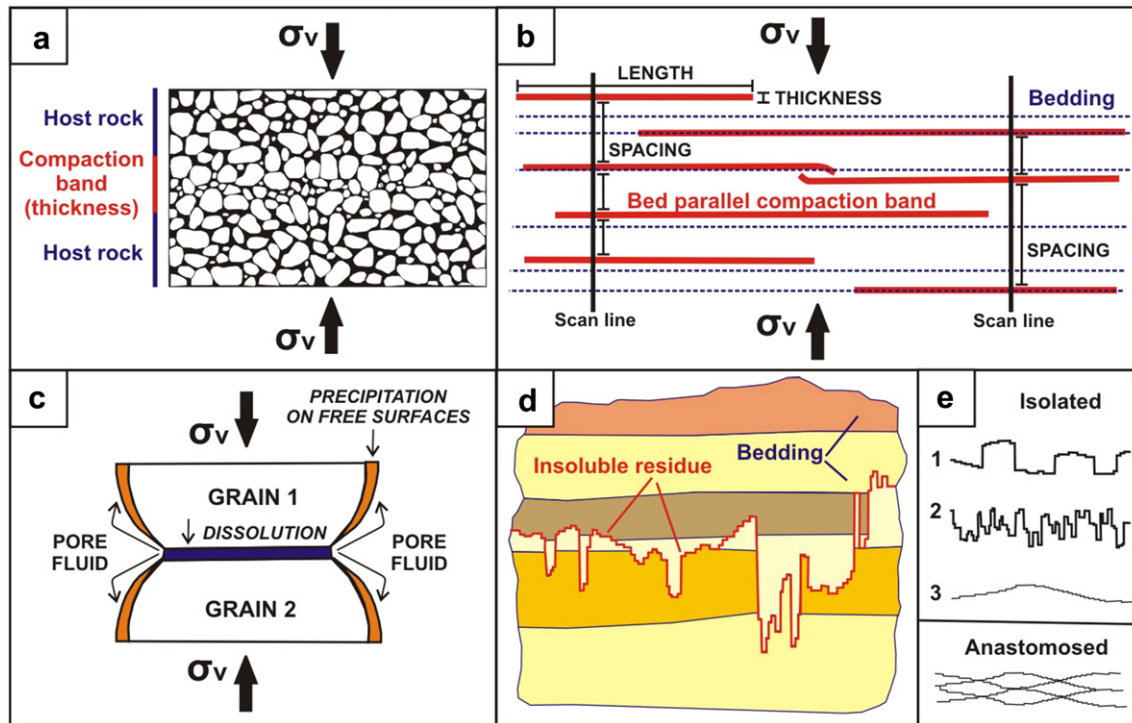 a
σv
Host rock
Compaction
band
(thickness)
Host rock
σv
b
σv
LENGTH
THICKNESS
Bedding
SPACING
Bed parallel compaction band
SPACING
Scan line
σv
Scan line
c
σv
PRECIPITATION
ON FREE SURFACES
GRAIN 1
DISSOLUTION
PORE
FLUID
PORE
FLUID
GRAIN 2
σv
d
Insoluble residue
Bedding
e
Isolated
1
2
3
Anastomosed